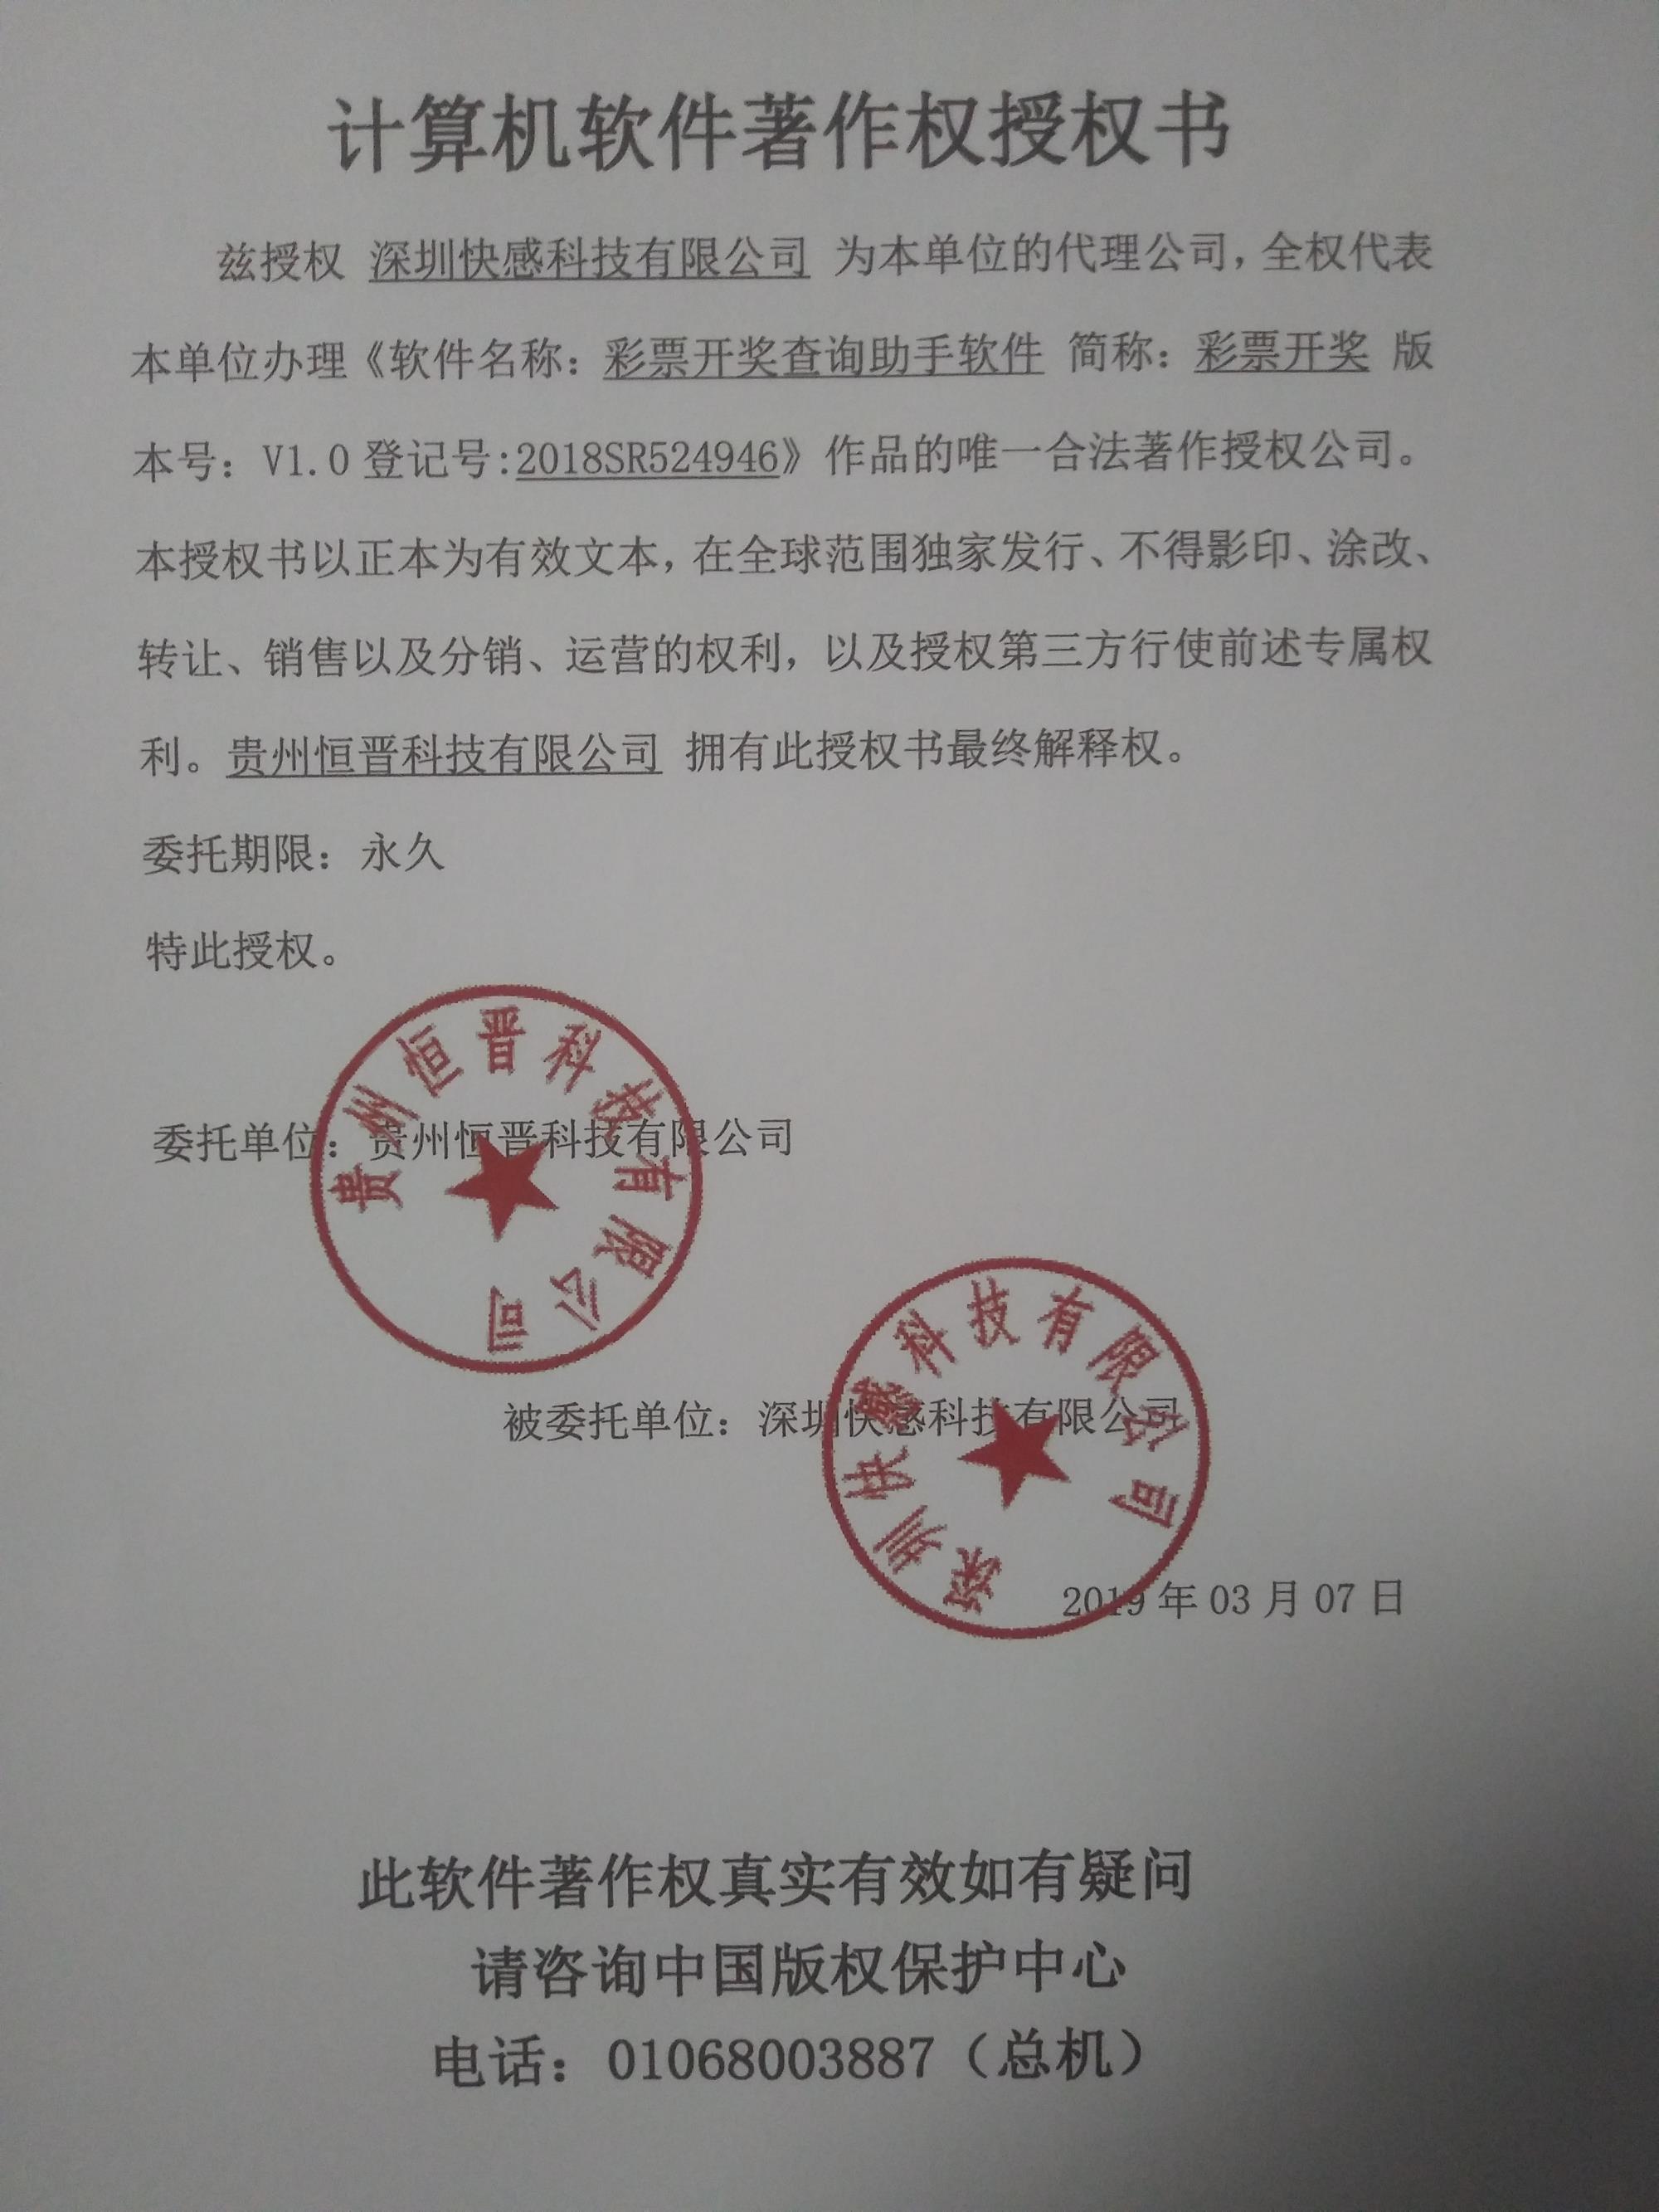 计算机软件著作权授权书
兹授权 深圳快感科技有限公司 为本单位的代理公司，全权代表
本单位办理《软件名称：彩票开奖查询助手软件 简称：彩票开奖 版
本号：V1.0 登记号:2018SR524946》作品的唯一合法著作授权公司。
本授权书以正本为有效文本，在全球范围独家发行、不得影印、涂改、
转让、销售以及分销、运营的权利，以及授权第三方行使前述专属权
利。贵州恒晋科技有限公司 拥有此授权书最终解释权。
委托期限：永久
特此授权。
贵州恒晋科技有限公司
委托单位：贵州恒晋科技有限公司
深圳快感科技有限公司
被委托单位：深圳快感科技有限公司
2019 年 03 月 07 日
此软件著作权真实有效如有疑问
请咨询中国版权保护中心
电话：01068003887（总机）